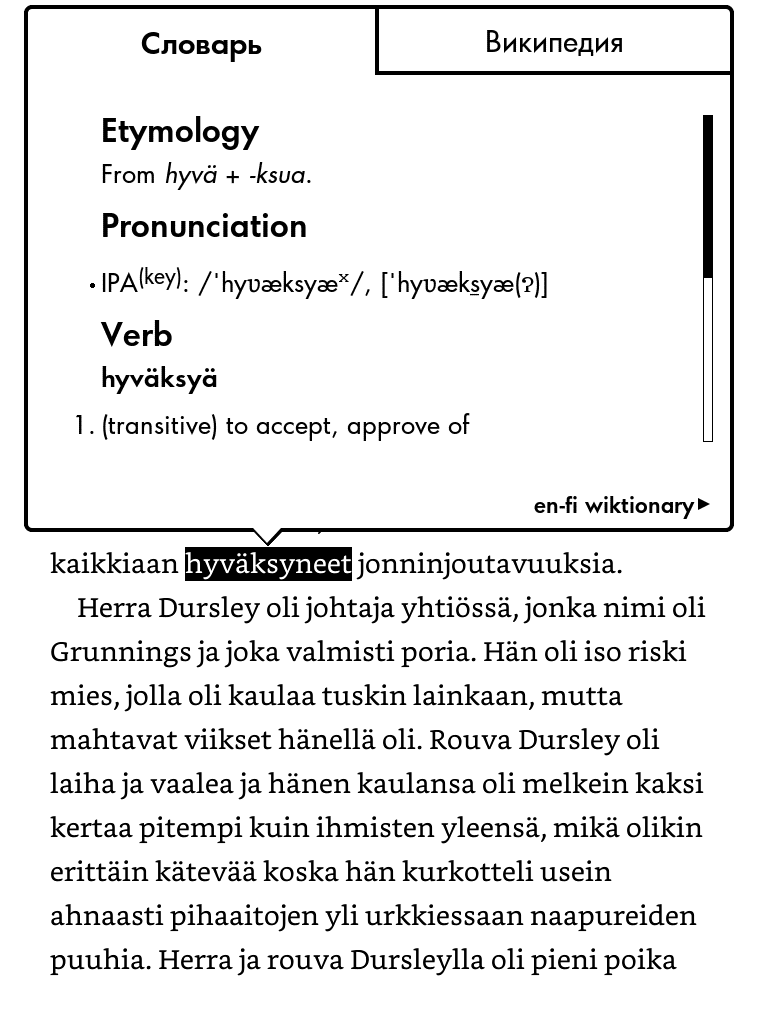 Словарь
Википедия
Etymology
From hyvä + -ksua.
Pronunciation
• IPA(key): /ˈhyʋæksyæˣ/, [ˈhyʋæks̠yæ(ʔ)]
Verb
hyväksyä
1. (transitive) to accept, approve of
en-fi wiktionary▶
kaikkiaan hyväksyneet jonninjoutavuuksia.
Herra Dursley oli johtaja yhtiössä, jonka nimi oli
Grunnings ja joka valmisti poria. Hän oli iso riski
mies, jolla oli kaulaa tuskin lainkaan, mutta
mahtavat viikset hänellä oli. Rouva Dursley oli
laiha ja vaalea ja hänen kaulansa oli melkein kaksi
kertaa pitempi kuin ihmisten yleensä, mikä olikin
erittäin kätevää koska hän kurkotteli usein
ahnaasti pihaaitojen yli urkkiessaan naapureiden
puuhia. Herra ja rouva Dursleylla oli pieni poika